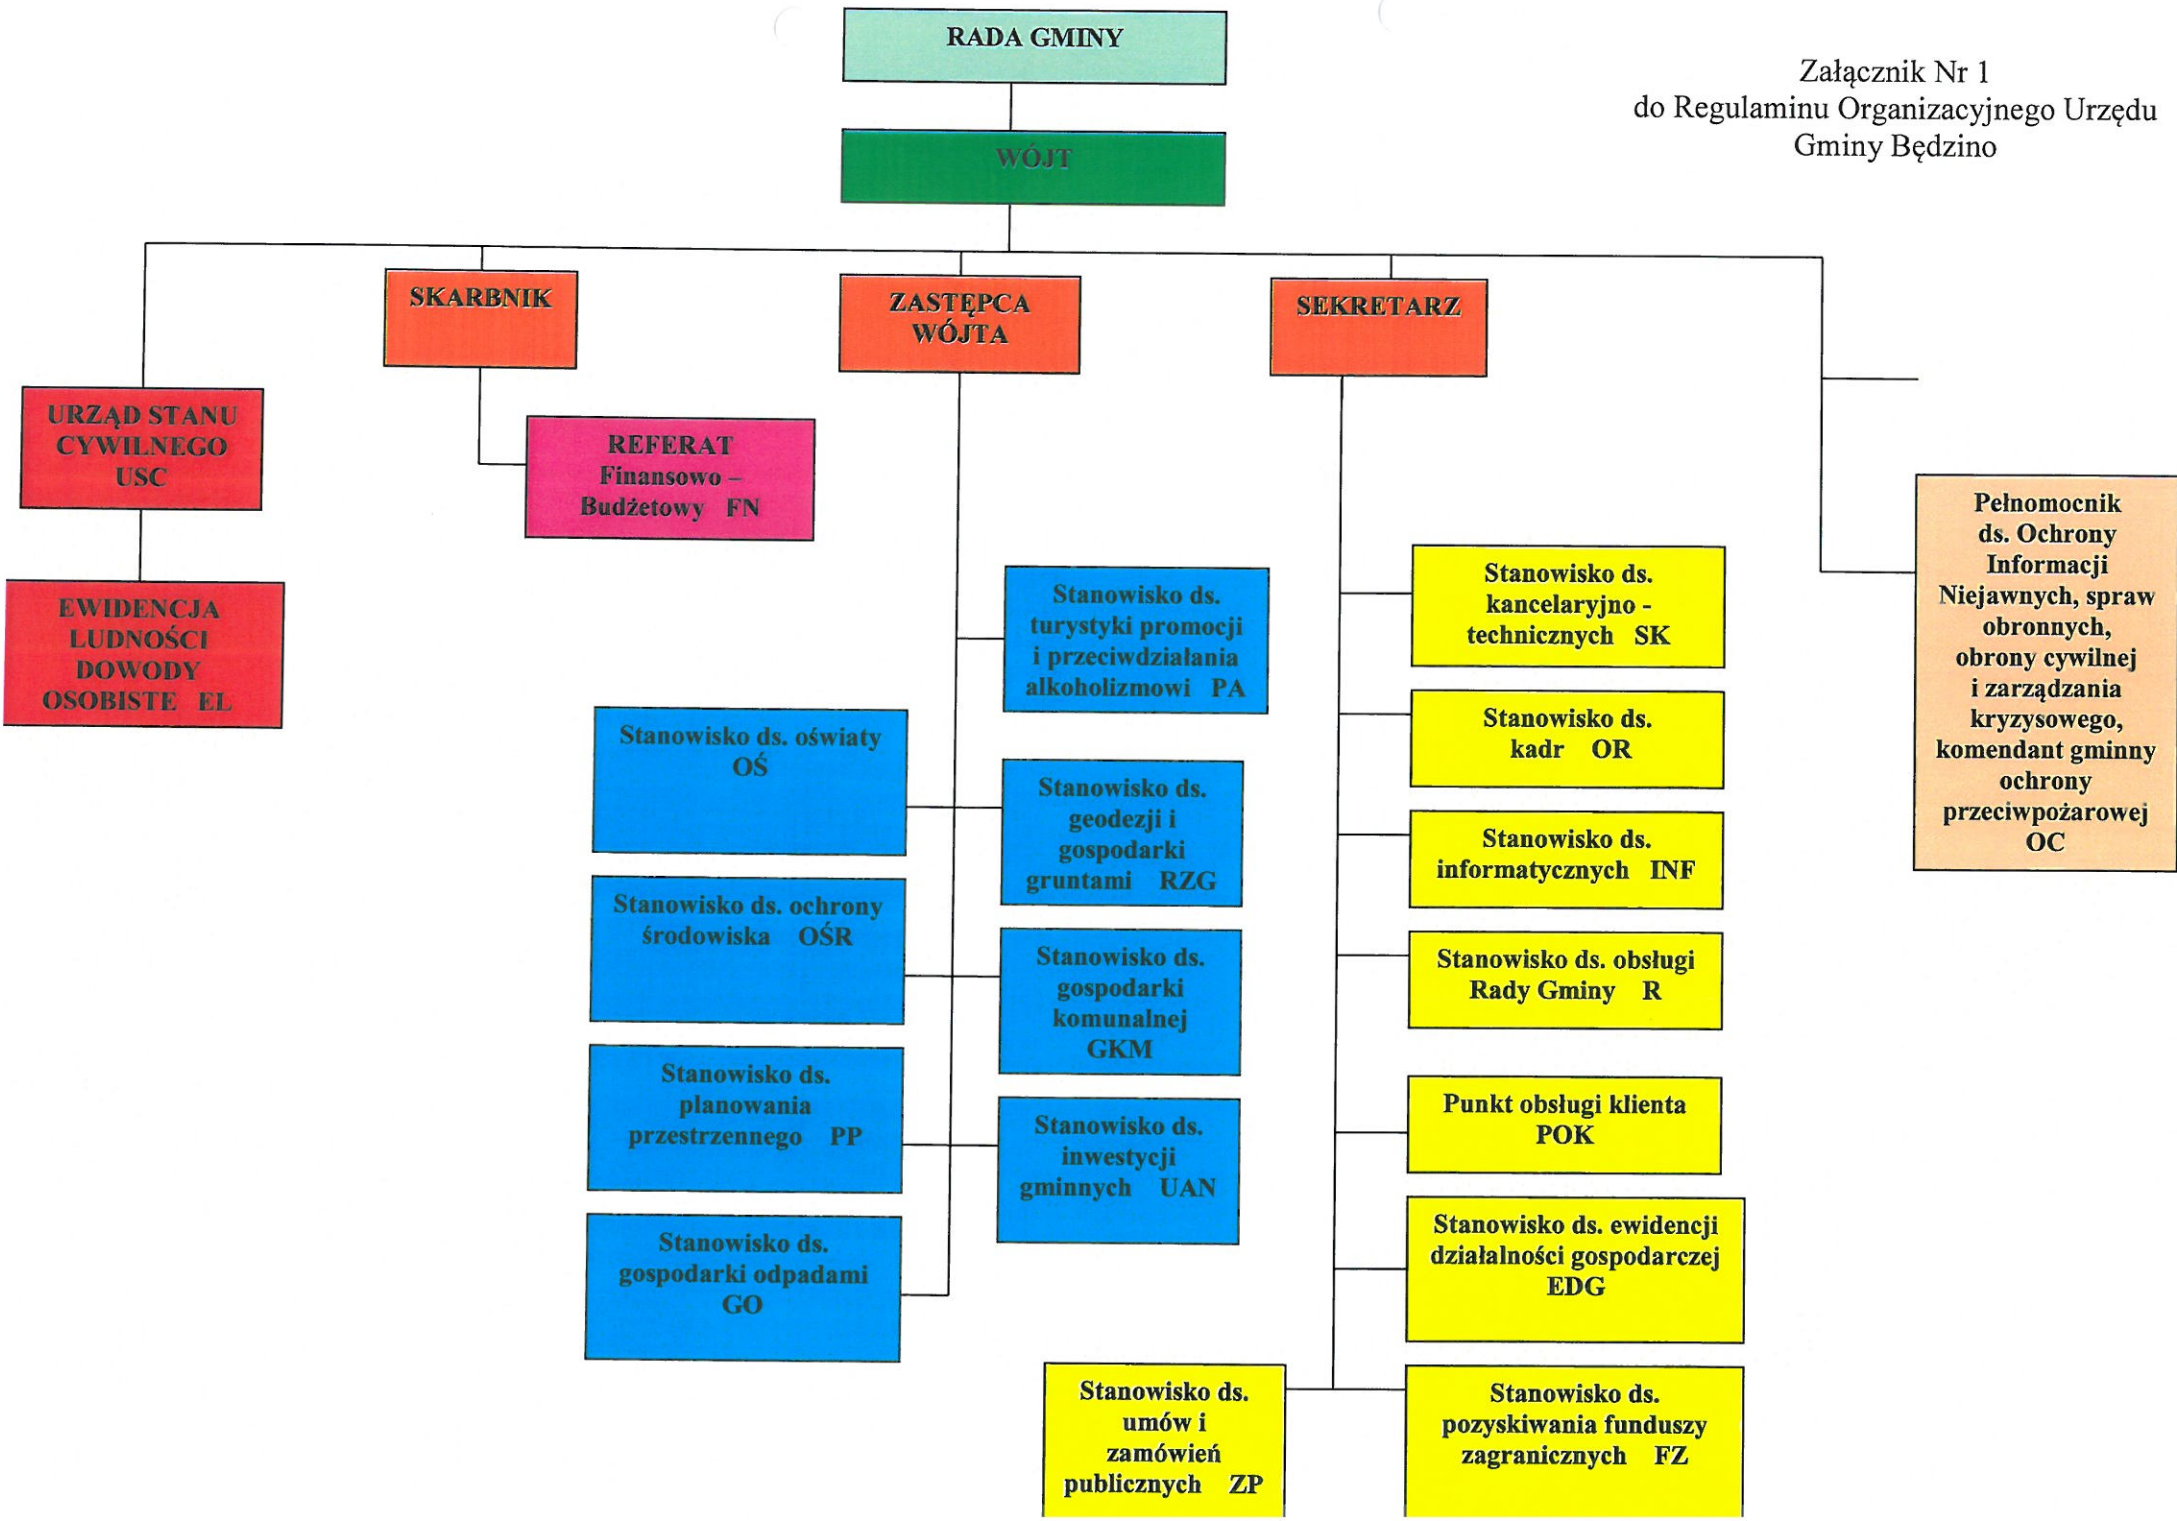 RADA GMINY
Załącznik Nr 1
do Regulaminu Organizacyjnego Urzędu
Gminy Będzino
WÓJT
SKARBNIK
ZASTĘPCA
WÓJTA
SEKRETARZ
URZĄD STANU
CYWILNEGO
USC
REFERAT
Finansowo –
Budżetowy FN
EWIDENCJA
LUDNOŚCI
DOWODY
OSOBISTE EL
Stanowisko ds.
turystyki promocji
i przeciwdziałania
alkoholizmowi PA
Stanowisko ds. oświaty
OŚ
Stanowisko ds.
geodezji i
gospodarki
gruntami RZG
Stanowisko ds. ochrony
środowiska OŚR
Stanowisko ds.
gospodarki
komunalnej
GKM
Stanowisko ds.
planowania
przestrzennego PP
Stanowisko ds.
inwestycji
gminnych UAN
Stanowisko ds.
gospodarki odpadami
GO
Stanowisko ds.
kancelaryjno -
technicznych SK
Stanowisko ds.
kadr OR
Stanowisko ds.
informatycznych INF
Stanowisko ds. obsługi
Rady Gminy R
Punkt obsługi klienta
POK
Stanowisko ds. ewidencji
działalności gospodarczej
EDG
Stanowisko ds.
umów i
zamówień
publicznych ZP
Stanowisko ds.
pozyskiwania funduszy
zagranicznych FZ
Pełnomocnik
ds. Ochrony
Informacji
Niejawnych, spraw
obronnych,
obrony cywilnej
i zarządzania
kryzysowego,
komendant gminny
ochrony
przeciwpożarowej
OC